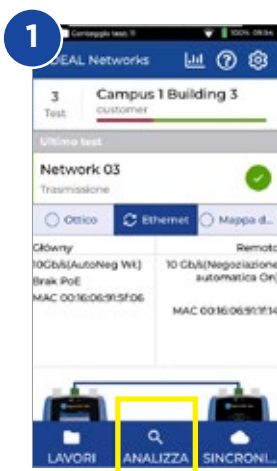 1
Conteggio test: 11
100% 09:34
IDEAL Networks
3
Test
Campus 1 Building 3
customer
Ultimo test
Network 03
Trasmissione
Ottico
Ethernet
Mappa d...
Główny
Remoto
10Gb/s(AutoNeg Wł.)
10 Gb/s(Negoziazione
automatica On)
Brak PoE
MAC 00:16:06:91:5f:06
MAC 00:16:06:91:1f:14
LAVORI
ANALIZZA
SINCRONI...